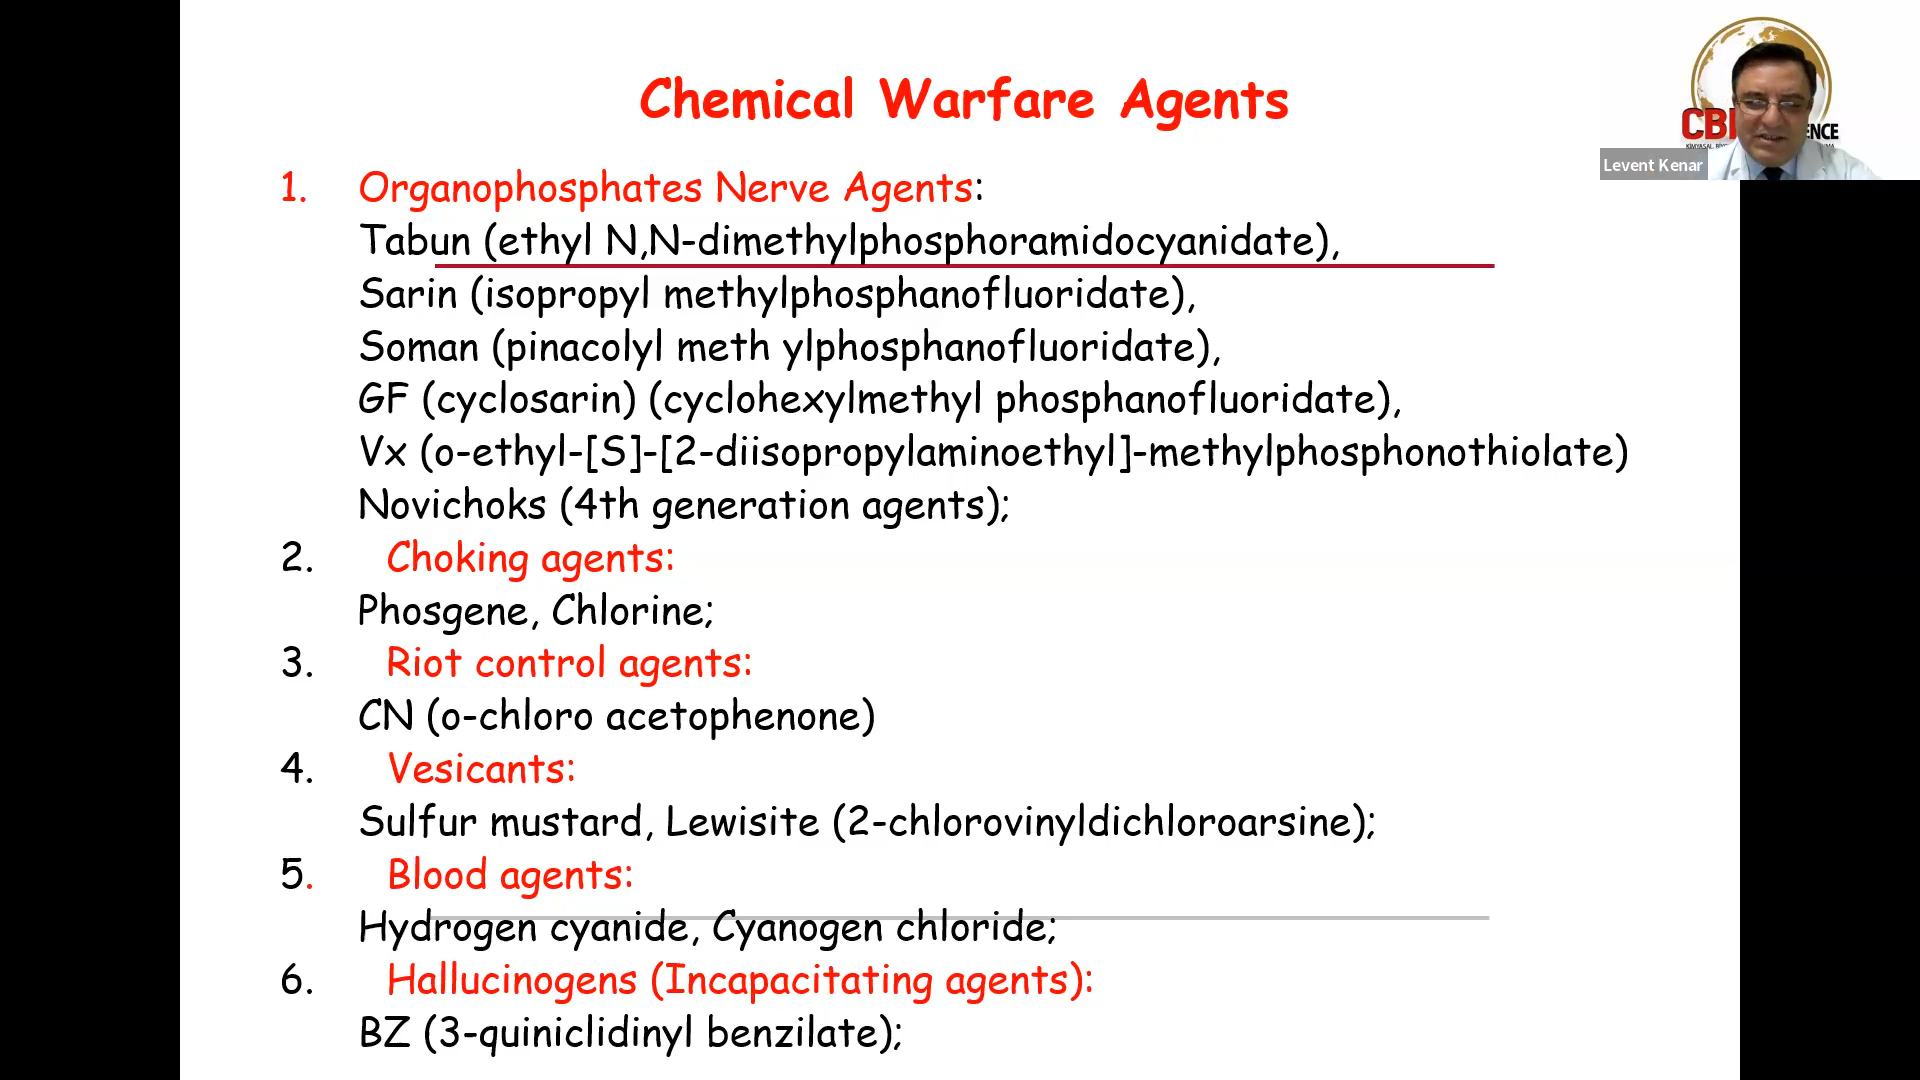 Chemical Warfare Agents
CBR
ENCE
Levent Kenar
1. Organophosphates Nerve Agents:
Tabun (ethyl N,N-dimethylphosphoramidocyanidate),
Sarin (isopropyl methylphosphanofluoridate),
Soman (pinacolyl meth ylphosphanofluoridate),
GF (cyclosarin) (cyclohexylmethyl phosphanofluoridate),
Vx (o-ethyl-[S]-[2-diisopropylaminoethyl]-methylphosphonothiolate)
Novichoks (4th generation agents);
2. Choking agents:
Phosgene, Chlorine;
3. Riot control agents:
CN (o-chloro acetophenone)
4. Vesicants:
Sulfur mustard, Lewisite (2-chlorovinyldichloroarsine);
5. Blood agents:
Hydrogen cyanide, Cyanogen chloride;
6. Hallucinogens (Incapacitating agents):
BZ (3-quiniclidinyl benzilate);